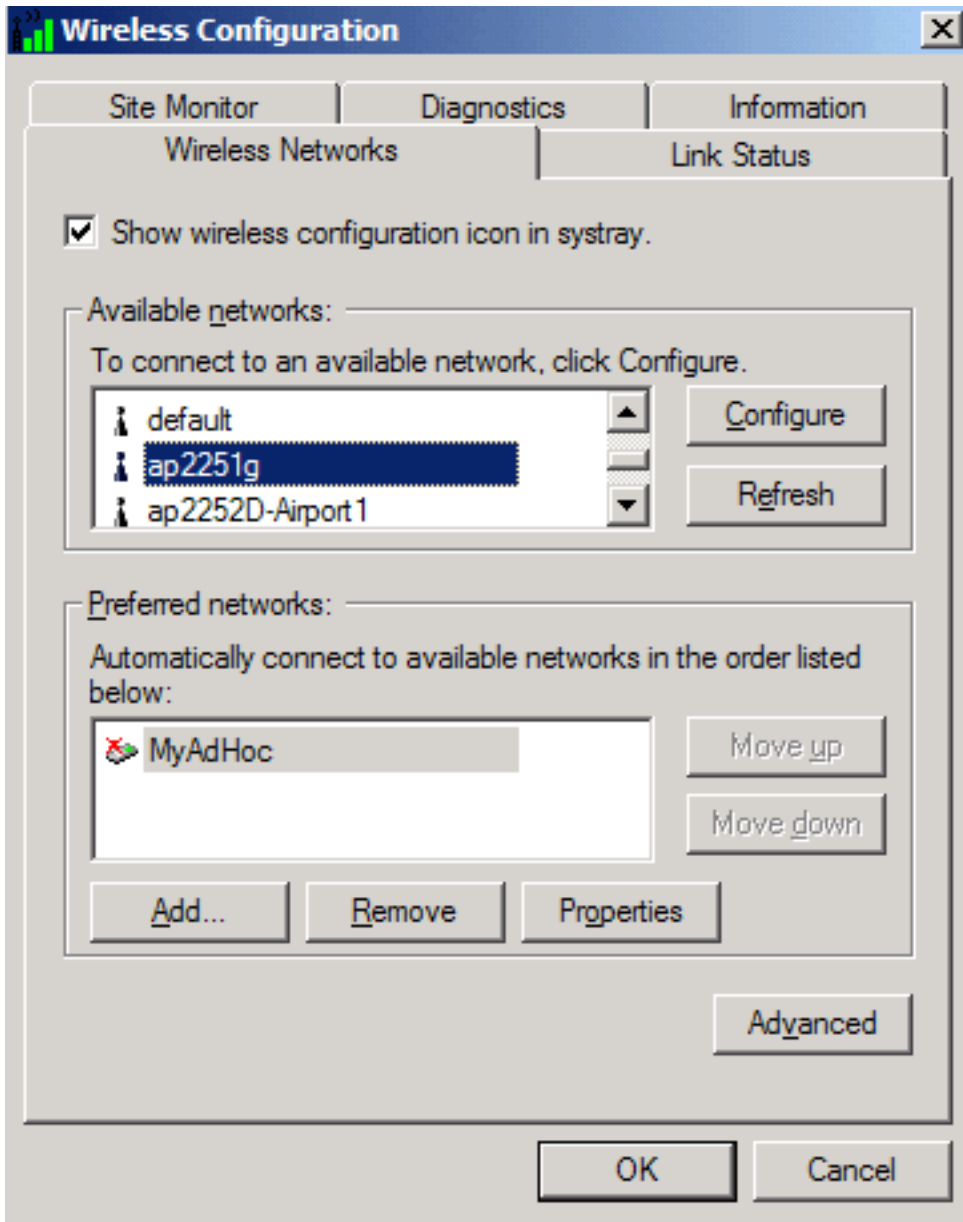 Wireless Configuration
Site Monitor
Diagnostics
Information
Wireless Networks
Link Status
Show wireless configuration icon in systray.
Available networks:
To connect to an available network, click Configure.
default
ap2251g
ap2252D-Airport1
Configure
Refresh
Preferred networks:
Automatically connect to available networks in the order listed
below:
MyAdHoc
Move up
Move down
Add...
Remove
Properties
Advanced
OK
Cancel